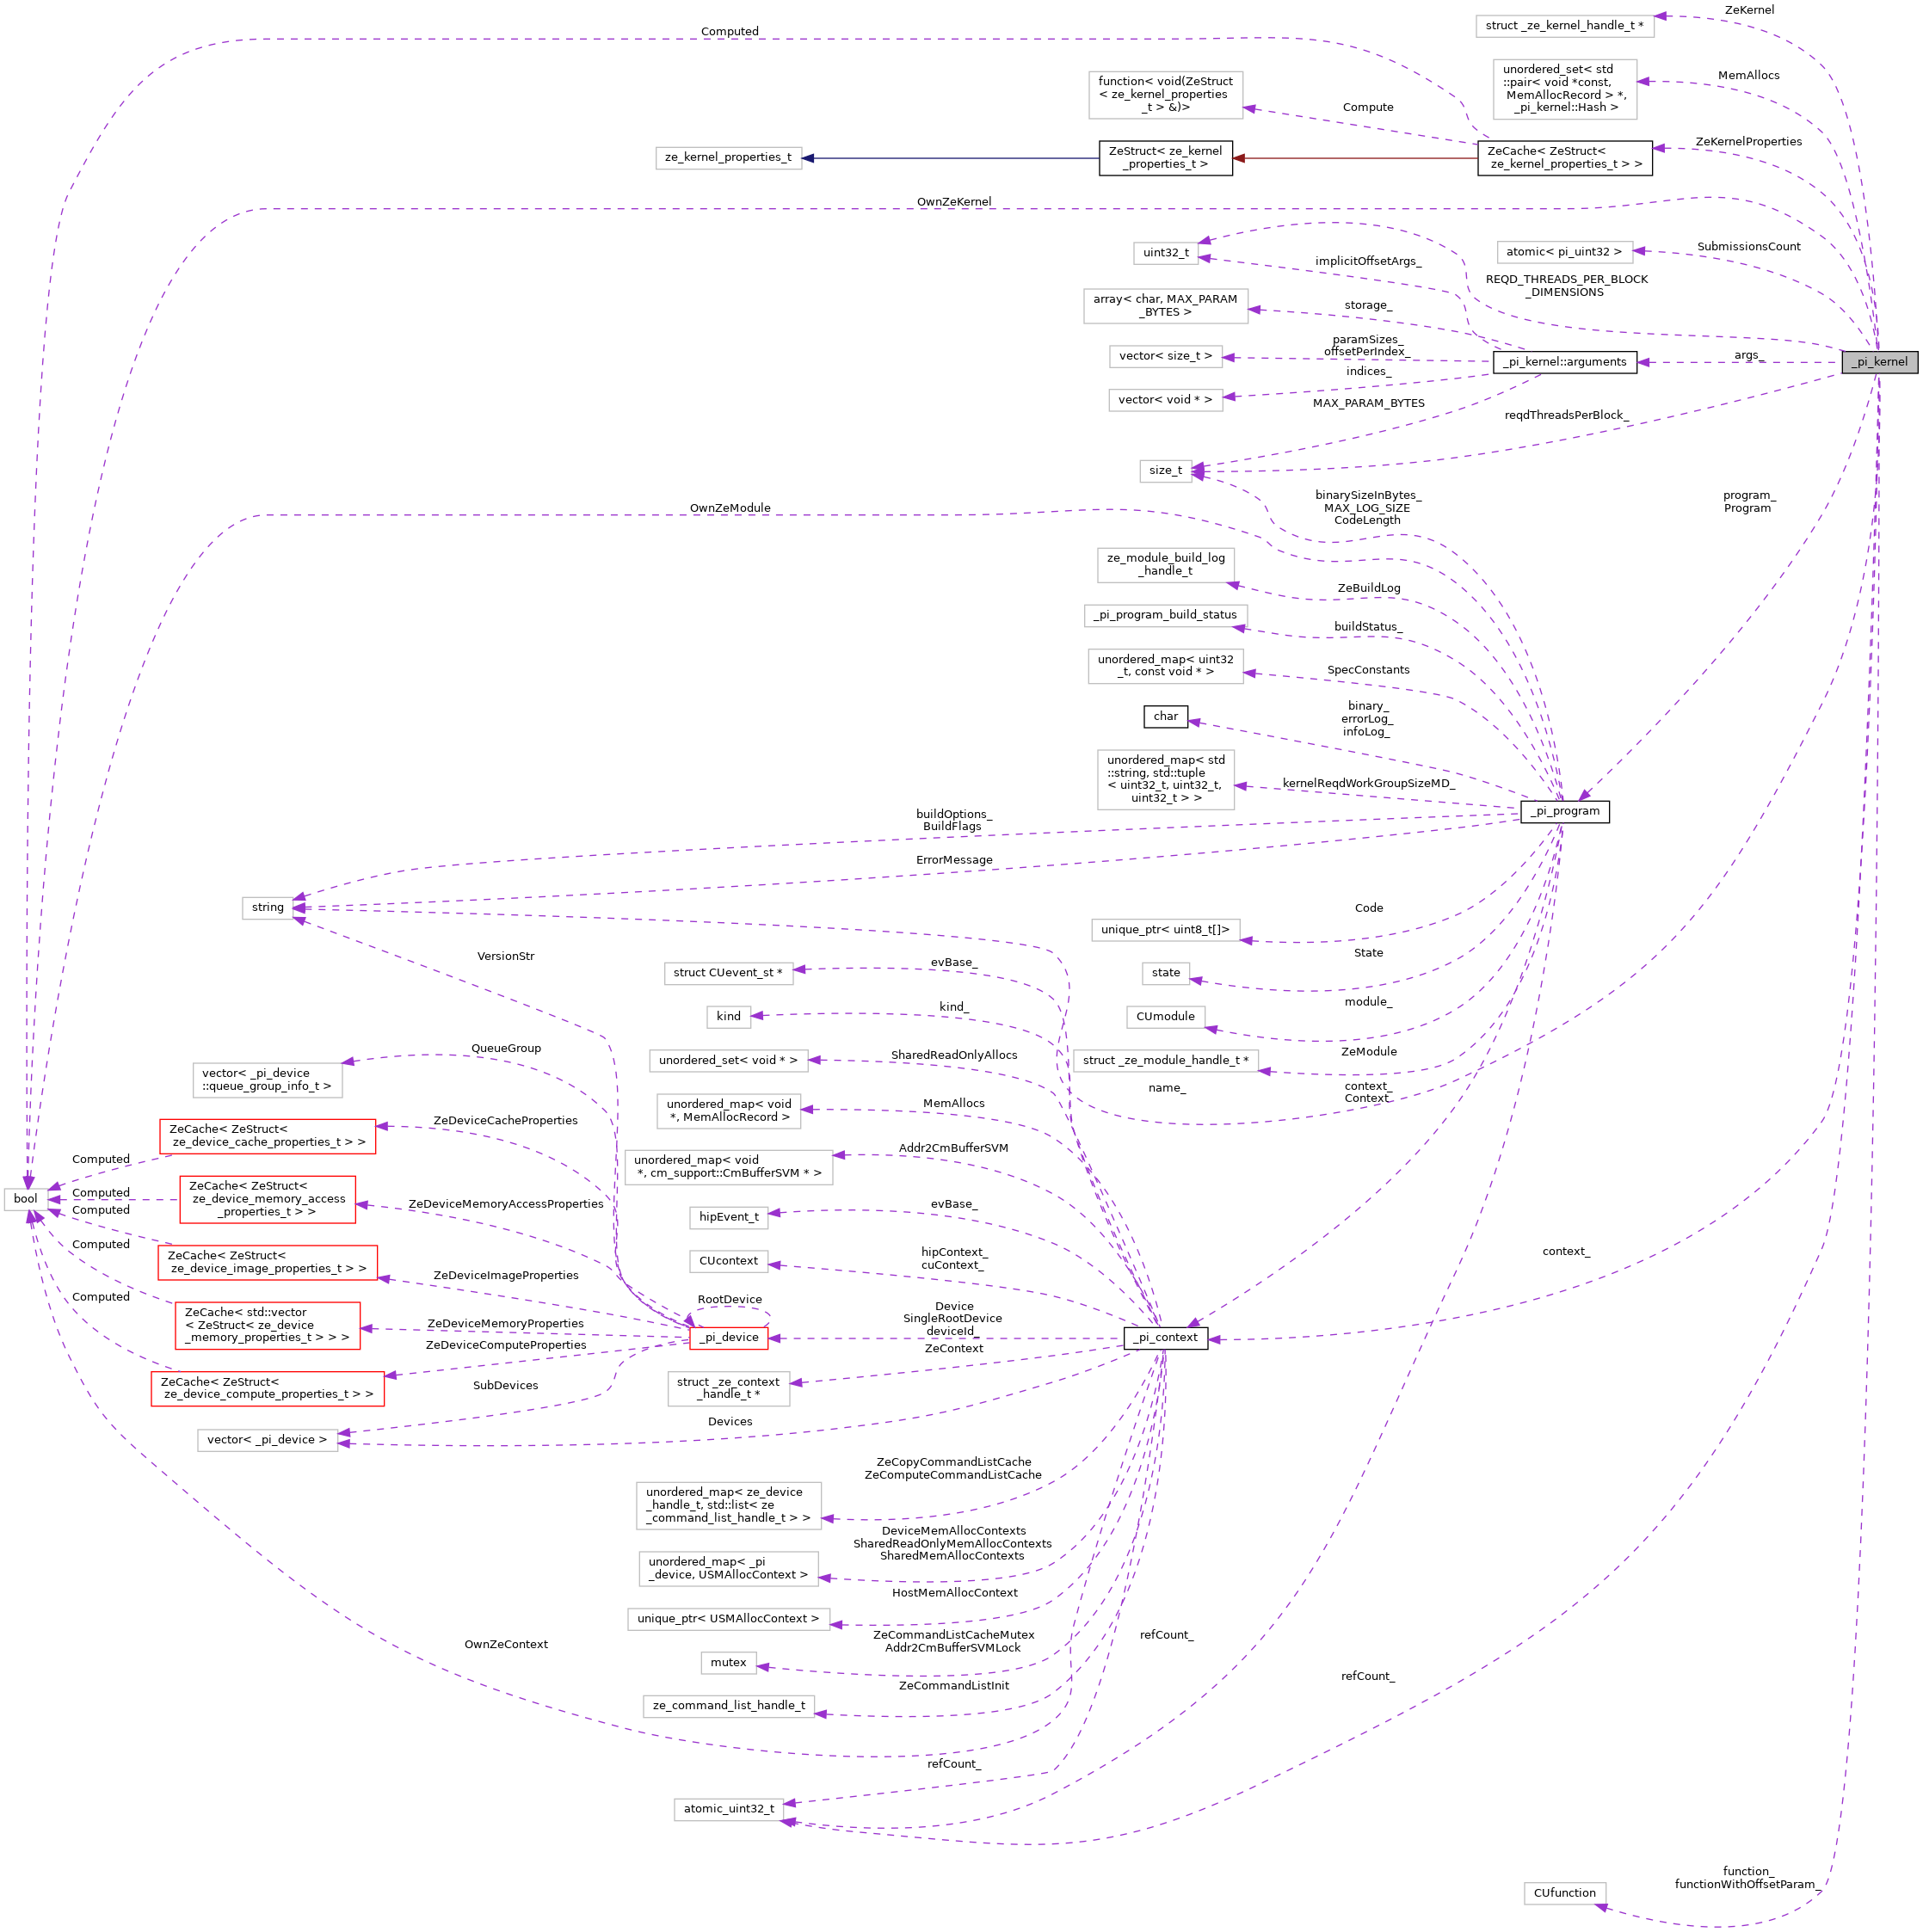 ZeKernel
struct _ze_kernel_handle_t *
Computed
unordered_set< std
::pair< void *const,
MemAllocRecord > *,
_pi_kernel::Hash >
MemAllocs
function< void(ZeStruct
< ze_kernel_properties
_t > &)>
Compute
ZeKernelProperties
ze_kernel_properties_t
ZeStruct< ze_kernel
_properties_t >
ZeCache< ZeStruct<
ze_kernel_properties_t > >
OwnZeKernel
uint32_t
implicitOffsetArgs_
atomic< pi_uint32 >
SubmissionsCount
REQD_THREADS_PER_BLOCK
_DIMENSIONS
array< char, MAX_PARAM
_BYTES >
storage_
vector< size_t >
paramSizes_
offsetPerIndex_
_pi_kernel::arguments
args_
_pi_kernel
indices_
vector< void * >
MAX_PARAM_BYTES
reqdThreadsPerBlock_
size_t
OwnZeModule
binarySizeInBytes_
MAX_LOG_SIZE
CodeLength
program_
Program
ze_module_build_log
_handle_t
ZeBuildLog
_pi_program_build_status
buildStatus_
unordered_map< uint32
_t, const void * >
SpecConstants
char
binary_
errorLog_
infoLog_
unordered_map< std
::string, std::tuple
< uint32_t, uint32_t,
uint32_t > >
kernelReqdWorkGroupSizeMD_
_pi_program
buildOptions_
BuildFlags
ErrorMessage
string
unique_ptr< uint8_t[]>
Code
VersionStr
struct CUevent_st *
evBase_
state
State
kind
kind_
CUmodule
module_
QueueGroup
vector< _pi_device
::queue_group_info_t >
unordered_set< void * >
SharedReadOnlyAllocs
struct _ze_module_handle_t *
ZeModule
name_
context_
Context
unordered_map< void
*, MemAllocRecord >
MemAllocs
ZeCache< ZeStruct<
ze_device_cache_properties_t > >
ZeDeviceCacheProperties
unordered_map< void
*, cm_support::CmBufferSVM * >
Addr2CmBufferSVM
Computed
bool
Computed
ZeCache< ZeStruct<
ze_device_memory_access
_properties_t > >
ZeDeviceMemoryAccessProperties
hipEvent_t
evBase_
Computed
Computed
ZeCache< ZeStruct<
ze_device_image_properties_t > >
ZeDeviceImageProperties
CUcontext
hipContext_
cuContext_
context_
Computed
ZeCache< std::vector
< ZeStruct< ze_device
_memory_properties_t > > >
ZeDeviceMemoryProperties
RootDevice
_pi_device
Device
SingleRootDevice
deviceId_
_pi_context
ZeDeviceComputeProperties
ZeContext
ZeCache< ZeStruct<
ze_device_compute_properties_t > >
SubDevices
struct _ze_context
_handle_t *
vector< _pi_device >
Devices
unordered_map< ze_device
_handle_t, std::list< ze
_command_list_handle_t > >
ZeCopyCommandListCache
ZeComputeCommandListCache
unordered_map< _pi
_device, USMAllocContext >
DeviceMemAllocContexts
SharedReadOnlyMemAllocContexts
SharedMemAllocContexts
unique_ptr< USMAllocContext >
HostMemAllocContext
OwnZeContext
mutex
ZeCommandListCacheMutex
Addr2CmBufferSVMLock
refCount_
refCount_
ze_command_list_handle_t
ZeCommandListInit
refCount_
atomic_uint32_t
CUfunction
function_
functionWithOffsetParam_